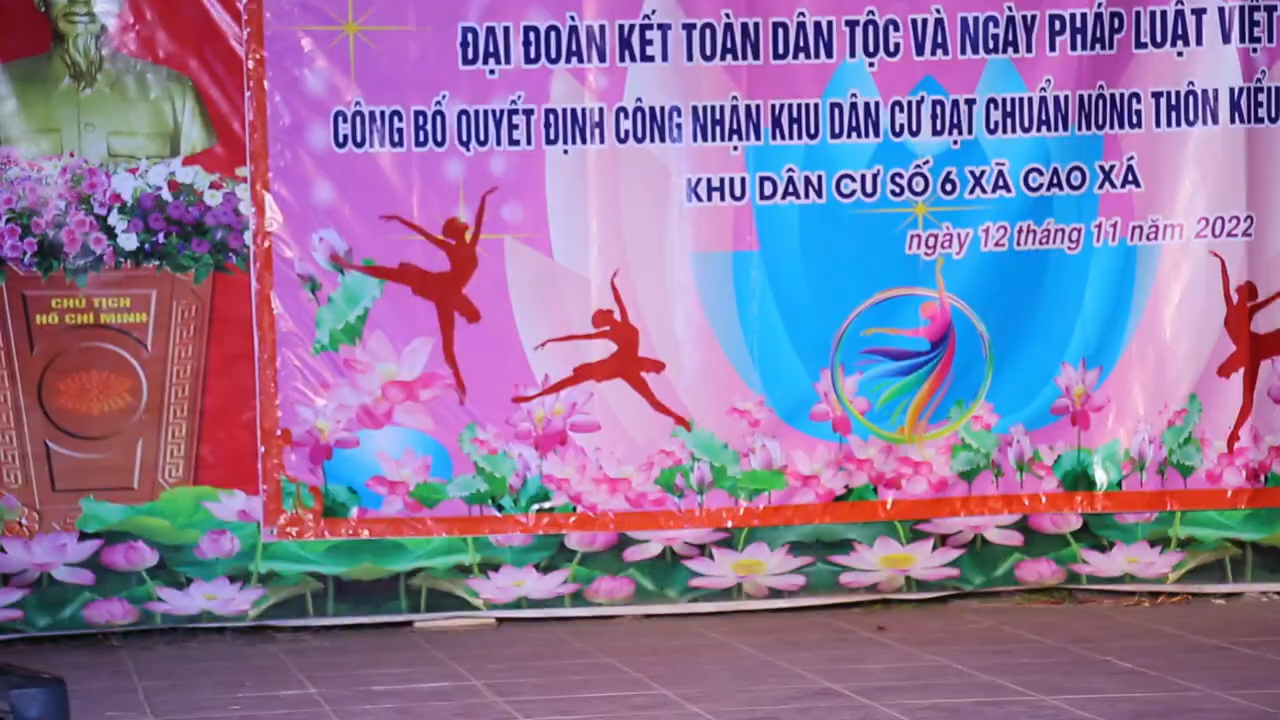 ĐẠI ĐOÀN KẾT TOÀN DÂN TỘC VÀ NGÀY PHÁP LUẬT VIỆT
CÔNG BỐ QUYẾT ĐỊNH CÔNG NHẬN KHU DÂN CƯ ĐẠT CHUẨN NÔNG THÔN KIỂU
KHU DÂN CƯ SỐ 6 XÃ CAO XÁ
ngày 12 tháng 11 năm 2022
CHỦ TỊCH
HỒ CHÍ MINH